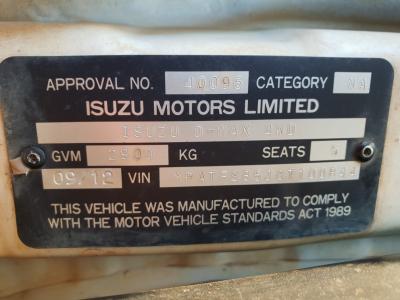 APPROVAL NO. 40096 CATEGORY NA
ISUZU MOTORS LIMITED
ISUZU D-MAX 4WD
GVM KG SEATS
09/12 VIN
THIS VEHICLE WAS MANUFACTURED TO COMPLY
WITH THE MOTOR VEHICLE STANDARDS ACT 1989